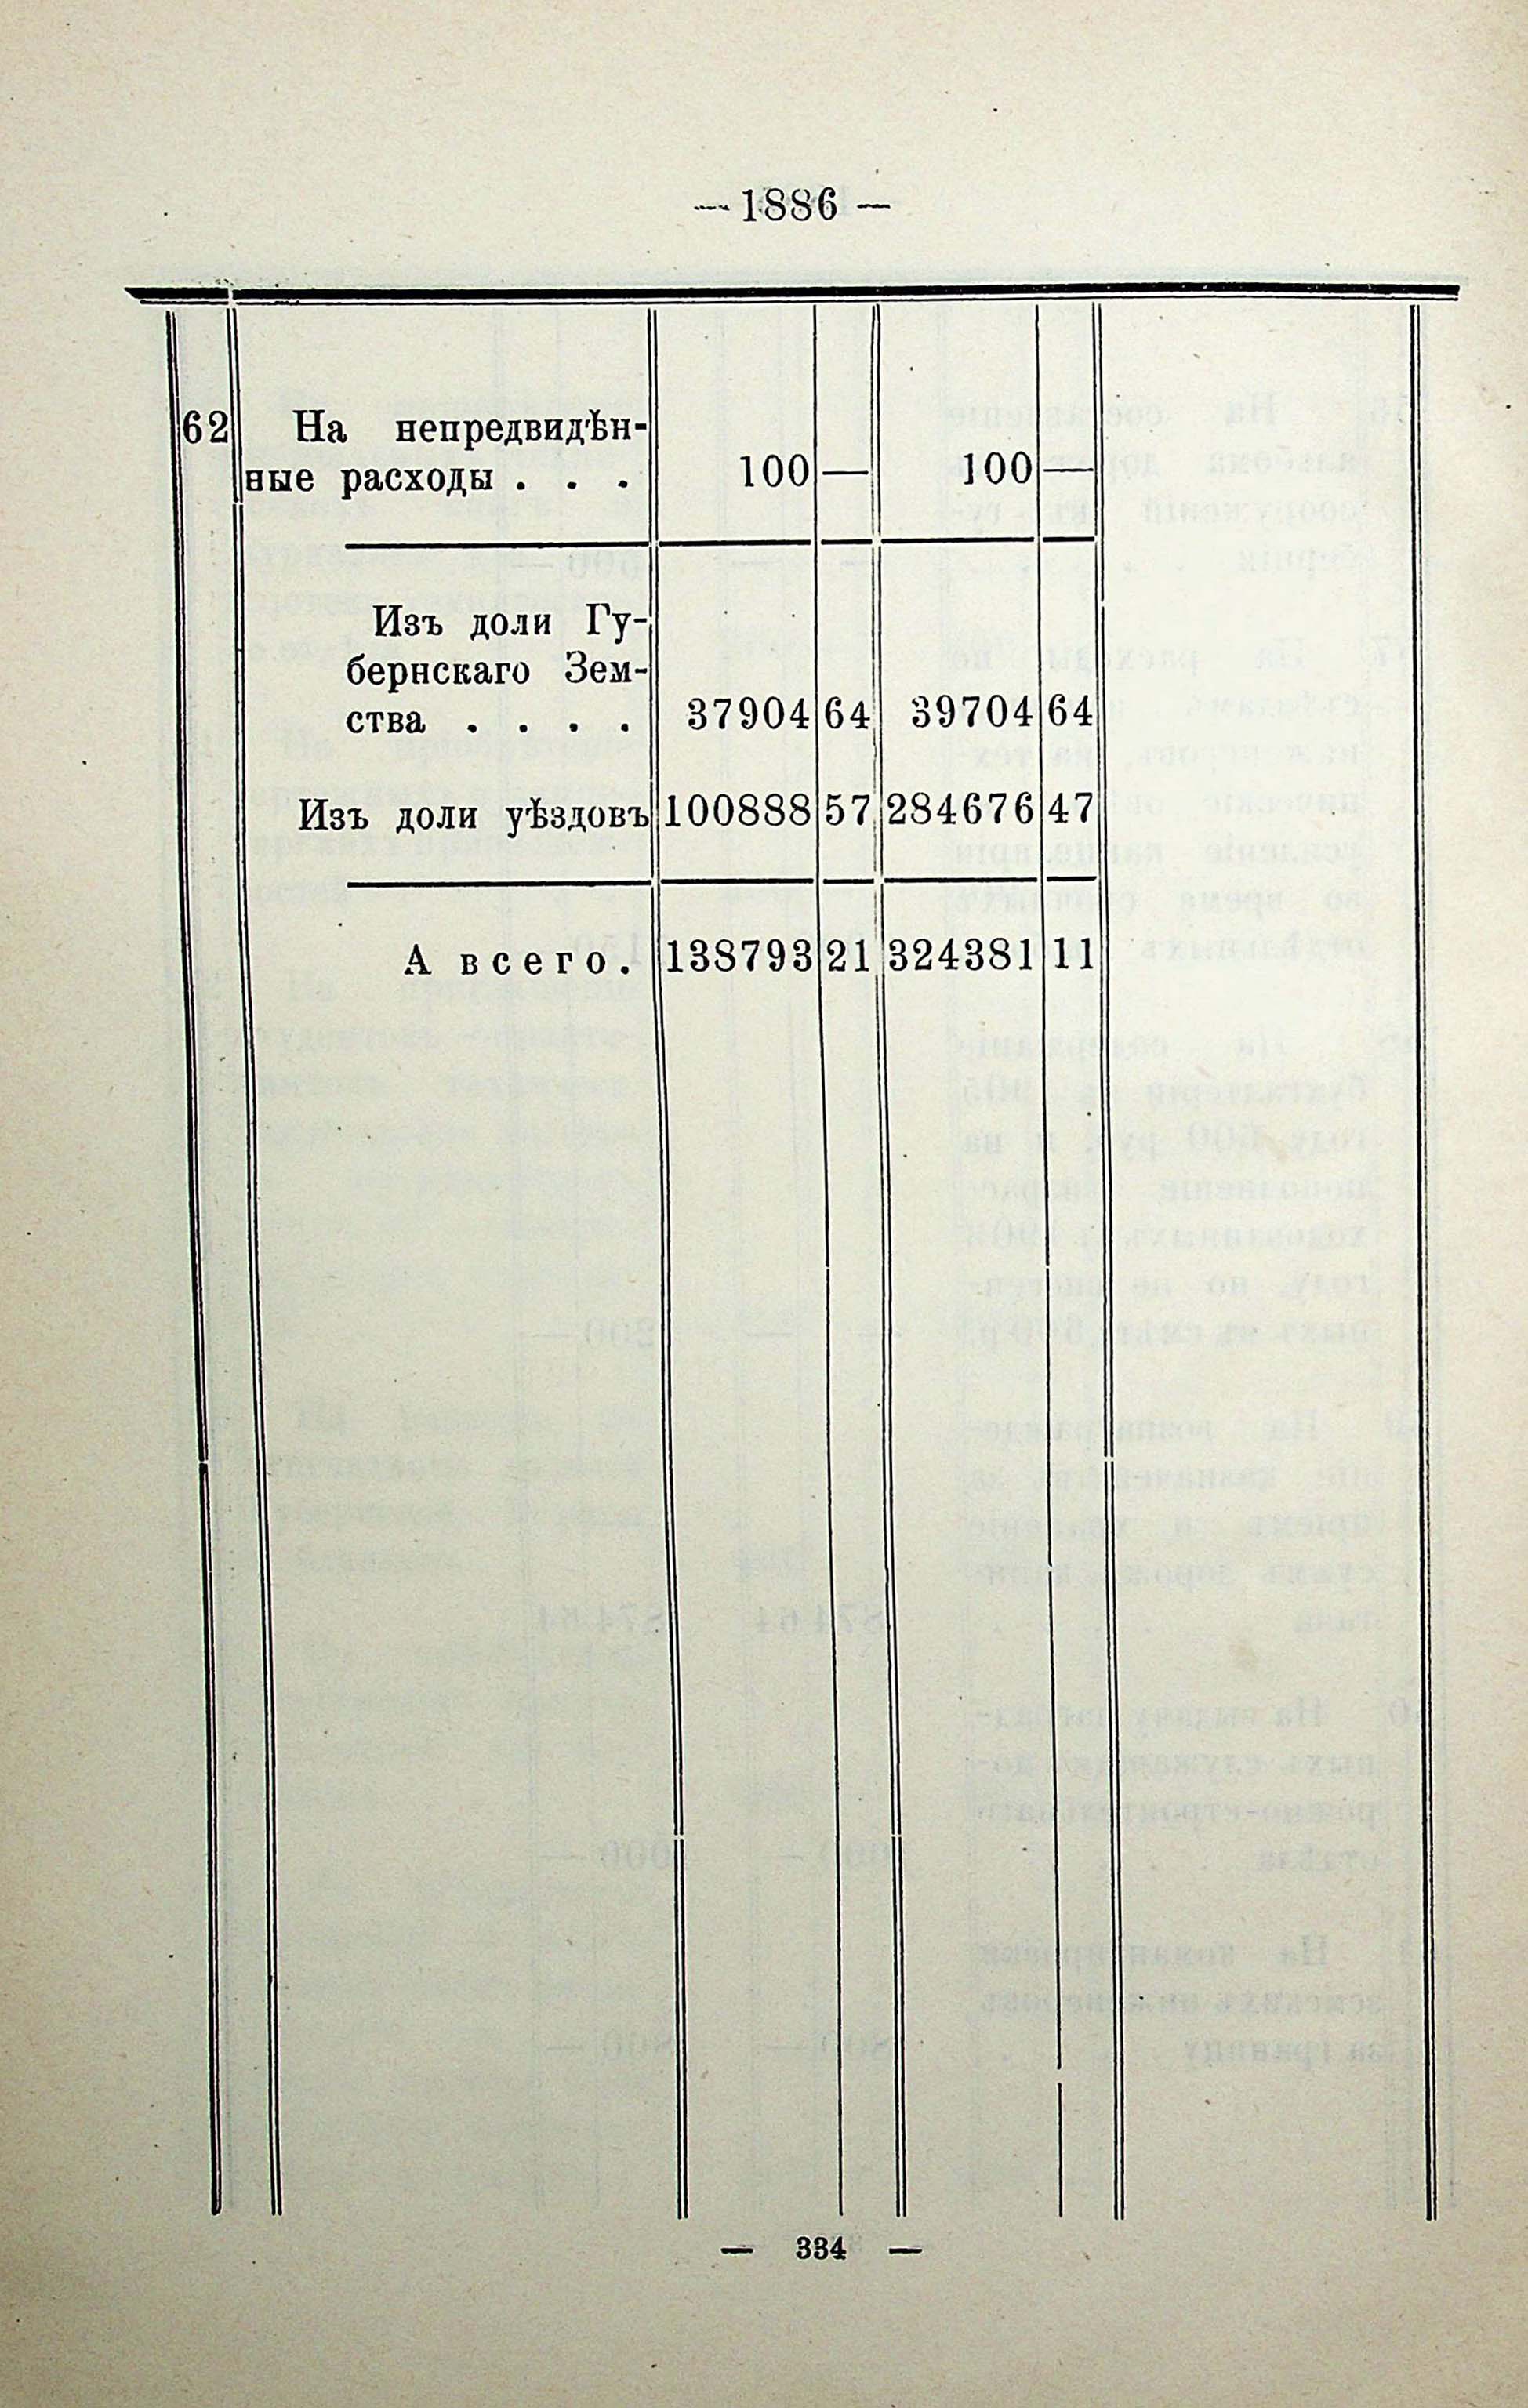 — 1886 —
62 На непредвидѣн-
ные расходы . . . 100 — 100 —
Изъ доли Гу-
бернскаго Зем-
ства . . . . 37904 64 39704 64
Изъ доли уѣздовъ 100888 57 284676 47
А всего. 138793 21 324381 11
— 334 —